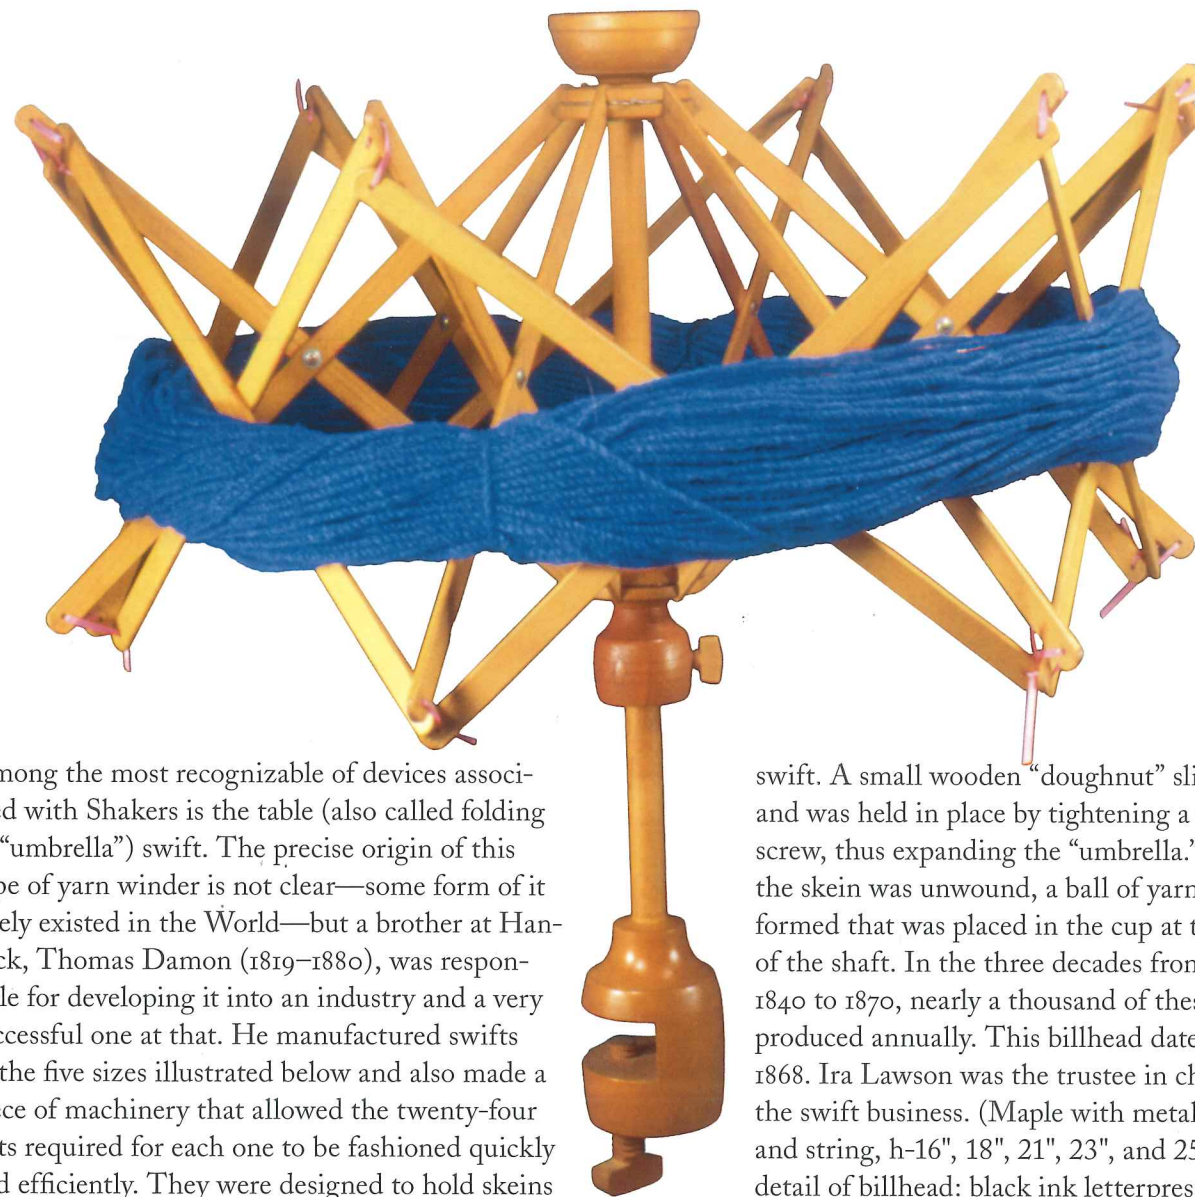 mong the most recognizable of devices associ-
ed with Shakers is the table (also called folding
“umbrella”) swift. The precise origin of this
pe of yarn winder is not clear—some form of it
ely existed in the World—but a brother at Han-
ck, Thomas Damon (1819–1880), was respon-
le for developing it into an industry and a very
ccessful one at that. He manufactured swifts
the five sizes illustrated below and also made a
ece of machinery that allowed the twenty-four
ts required for each one to be fashioned quickly
d efficiently. They were designed to hold skeins
swift. A small wooden “doughnut” sli
and was held in place by tightening a
screw, thus expanding the “umbrella.”
the skein was unwound, a ball of yarn
formed that was placed in the cup at t
of the shaft. In the three decades from
1840 to 1870, nearly a thousand of thes
produced annually. This billhead date
1868. Ira Lawson was the trustee in ch
the swift business. (Maple with metal
and string, h-16", 18", 21", 23", and 25
detail of billhead: black ink letterpres